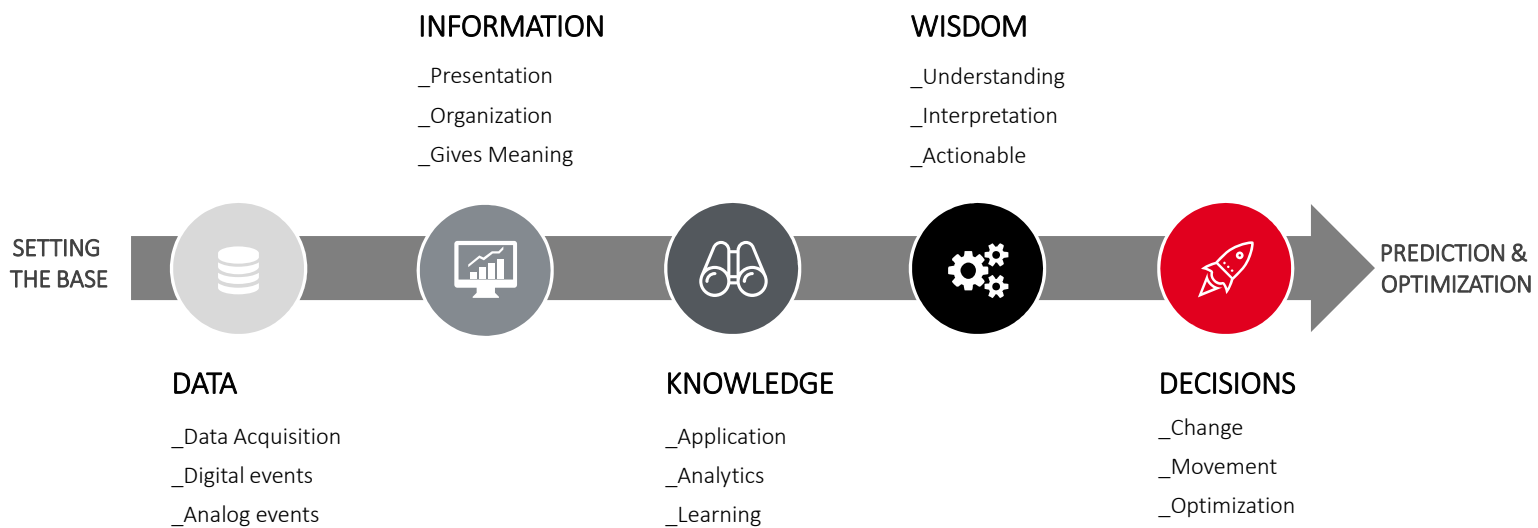 INFORMATION
_Presentation
_Organization
_Gives Meaning
WISDOM
_Understanding
_Interpretation
_Actionable
SETTING
THE BASE
PREDICTION &
OPTIMIZATION
DATA
_Data Acquisition
_Digital events
_Analog events
KNOWLEDGE
_Application
_Analytics
_Learning
DECISIONS
_Change
_Movement
_Optimization